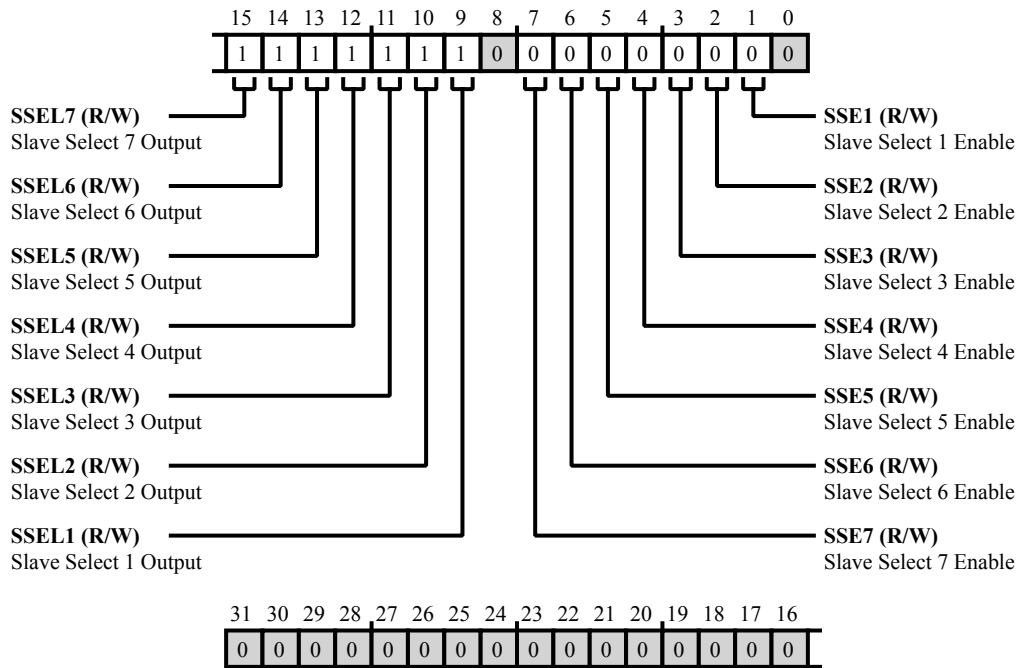 15 14 13 12 11 10 9 8 7 6 5 4 3 2 1 0
1 1 1 1 1 1 1 0 0 0 0 0 0 0 0 0
SSEL7 (R/W)
Slave Select 7 Output
SSEL6 (R/W)
Slave Select 6 Output
SSEL5 (R/W)
Slave Select 5 Output
SSEL4 (R/W)
Slave Select 4 Output
SSEL3 (R/W)
Slave Select 3 Output
SSEL2 (R/W)
Slave Select 2 Output
SSEL1 (R/W)
Slave Select 1 Output
SSE1 (R/W)
Slave Select 1 Enable
SSE2 (R/W)
Slave Select 2 Enable
SSE3 (R/W)
Slave Select 3 Enable
SSE4 (R/W)
Slave Select 4 Enable
SSE5 (R/W)
Slave Select 5 Enable
SSE6 (R/W)
Slave Select 6 Enable
SSE7 (R/W)
Slave Select 7 Enable
31 30 29 28 27 26 25 24 23 22 21 20 19 18 17 16
0 0 0 0 0 0 0 0 0 0 0 0 0 0 0 0